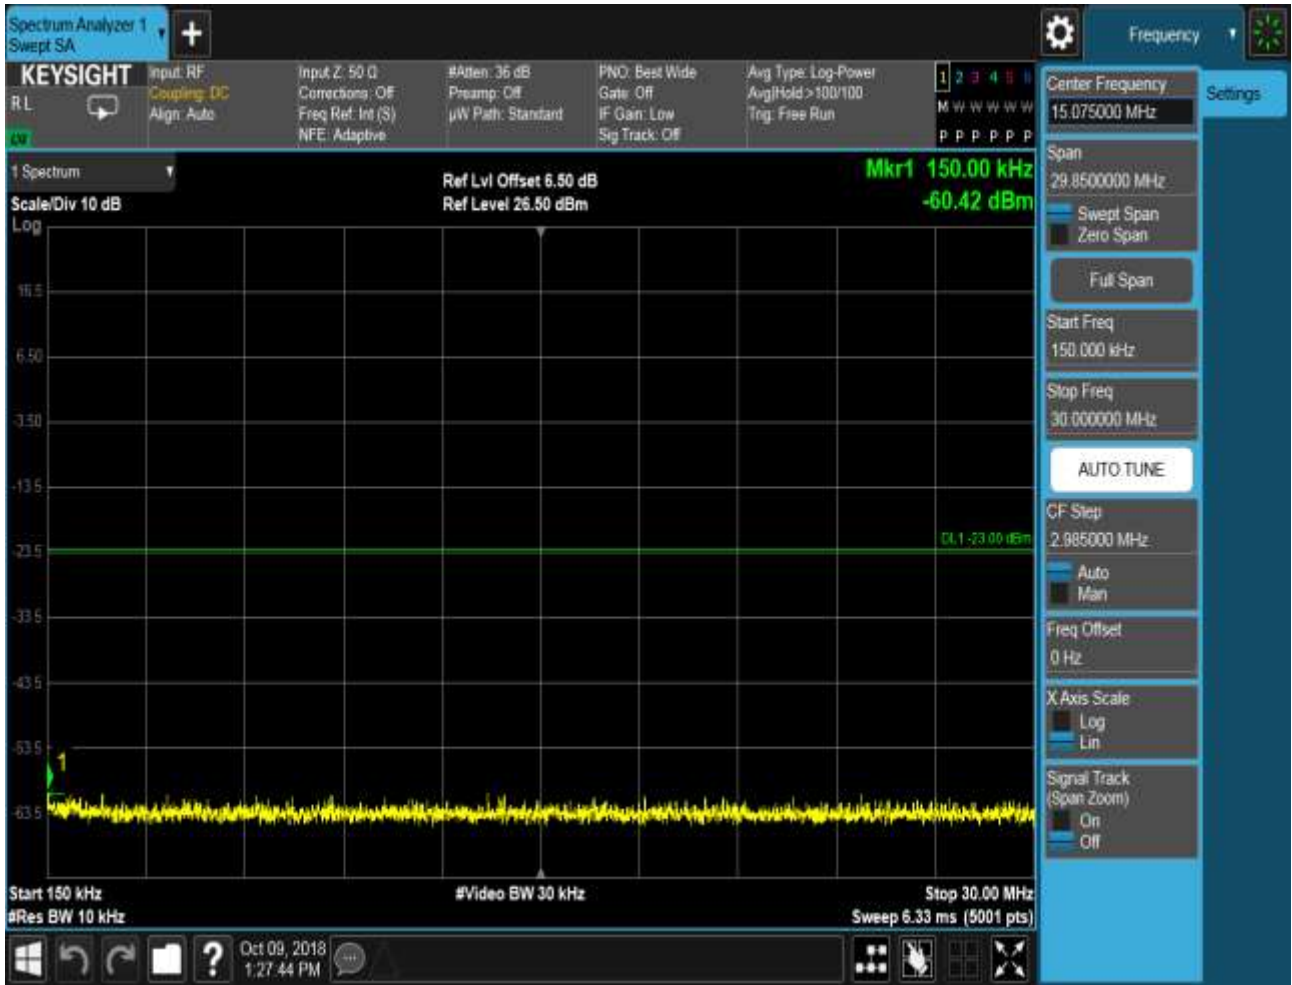 Spectrum Analyzer 1
Swept SA
Frequency
KEYSIGHT
RL
LW
Input: RF
Coupling: DC
Align: Auto
Input Z: 50 Ω
Corrections: Off
Freq Ref: Int (S)
NFE: Adaptive
#Atten: 36 dB
Preamp: Off
µW Path: Standard
PNO: Best Wide
Gate: Off
IF Gain: Low
Sig Track: Off
Avg Type: Log-Power
Avg|Hold:>100/100
Trig: Free Run
1 2 3 4 5 6
M W W W W W
P P P P P P
1 Spectrum
Scale/Div 10 dB
Log
Ref Lvl Offset 6.50 dB
Ref Level 26.50 dBm
Mkr1 150.00 kHz
-60.42 dBm
16.5
6.50
-3.50
-13.5
-23.5
-33.5
-43.5
-53.5
-63.5
DL1 -23.00 dBm
1
Start 150 kHz
#Res BW 10 kHz
#Video BW 30 kHz
Stop 30.00 MHz
Sweep 6.33 ms (5001 pts)
Center Frequency
15.075000 MHz
Span
29.8500000 MHz
Swept Span
Zero Span
Full Span
Start Freq
150.000 kHz
Stop Freq
30.000000 MHz
AUTO TUNE
CF Step
2.985000 MHz
Auto
Man
Freq Offset
0 Hz
X Axis Scale
Log
Lin
Signal Track
(Span Zoom)
On
Off
Settings
?
Oct 09, 2018
1:27:44 PM